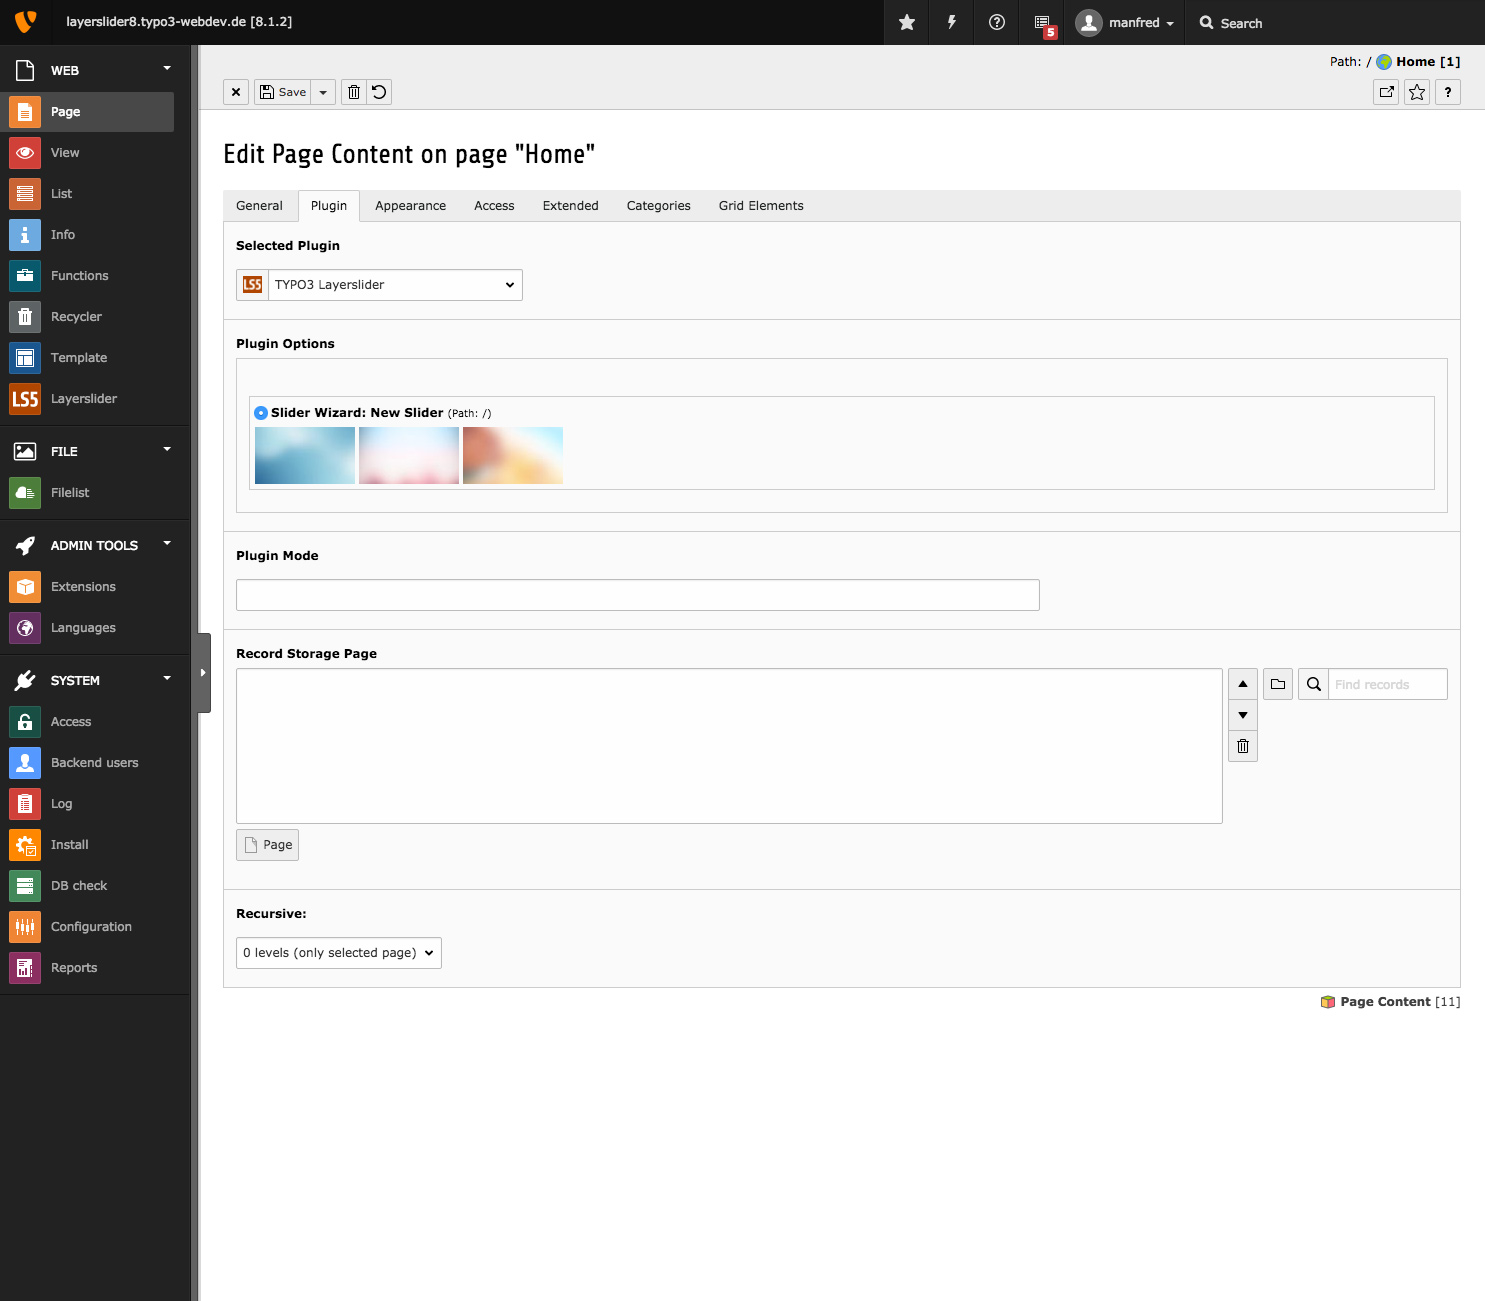 layerslider8.typo3-webdev.de [8.1.2]
5
manfred
Search
WEB
Page
View
List
Info
Functions
Recycler
Template
LS5 Layerslider
FILE
Filelist
ADMIN TOOLS
Extensions
Languages
SYSTEM
Access
Backend users
Log
Install
DB check
Configuration
Reports
Path: / Home [1]
Save
?
Edit Page Content on page "Home"
General Plugin Appearance Access Extended Categories Grid Elements
Selected Plugin
LS5 TYPO3 Layerslider
Plugin Options
Slider Wizard: New Slider (Path: /)
Plugin Mode
Record Storage Page
Find records
Page
Recursive:
0 levels (only selected page)
Page Content [11]